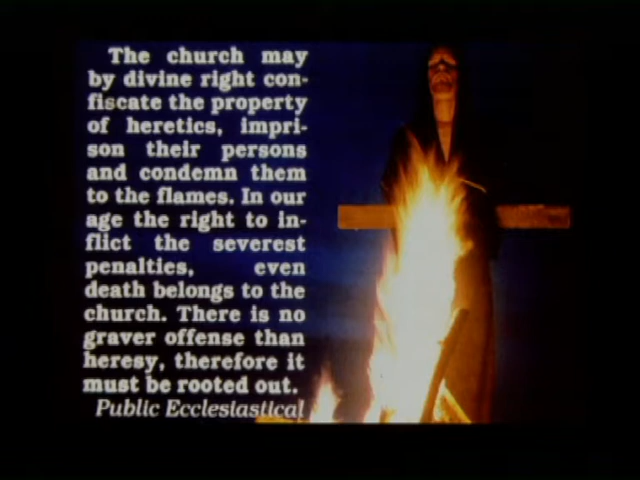 The church may
by divine right con-
fiscate the property
of heretics, impri-
son their persons
and condemn them
to the flames. In our
age the right to in-
flict the severest
penalties, even
death belongs to the
church. There is no
graver offense than
heresy, therefore it
must be rooted out.
Public Ecclesiastical